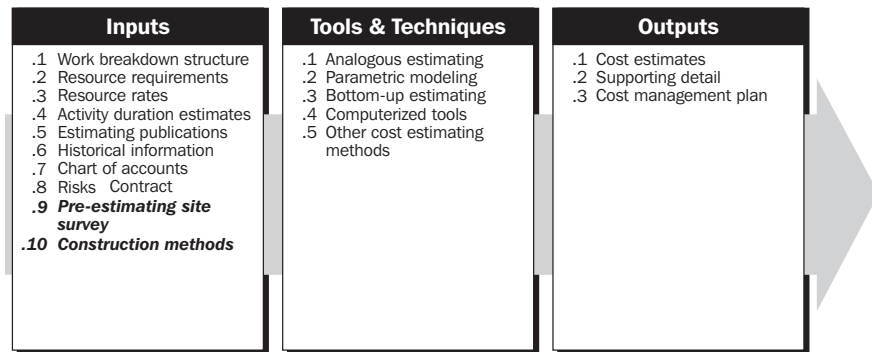 Inputs
.1 Work breakdown structure
.2 Resource requirements
.3 Resource rates
.4 Activity duration estimates
.5 Estimating publications
.6 Historical information
.7 Chart of accounts
.8 Risks Contract
.9 Pre-estimating site
survey
.10 Construction methods
Tools & Techniques
.1 Analogous estimating
.2 Parametric modeling
.3 Bottom-up estimating
.4 Computerized tools
.5 Other cost estimating
methods
Outputs
.1 Cost estimates
.2 Supporting detail
.3 Cost management plan